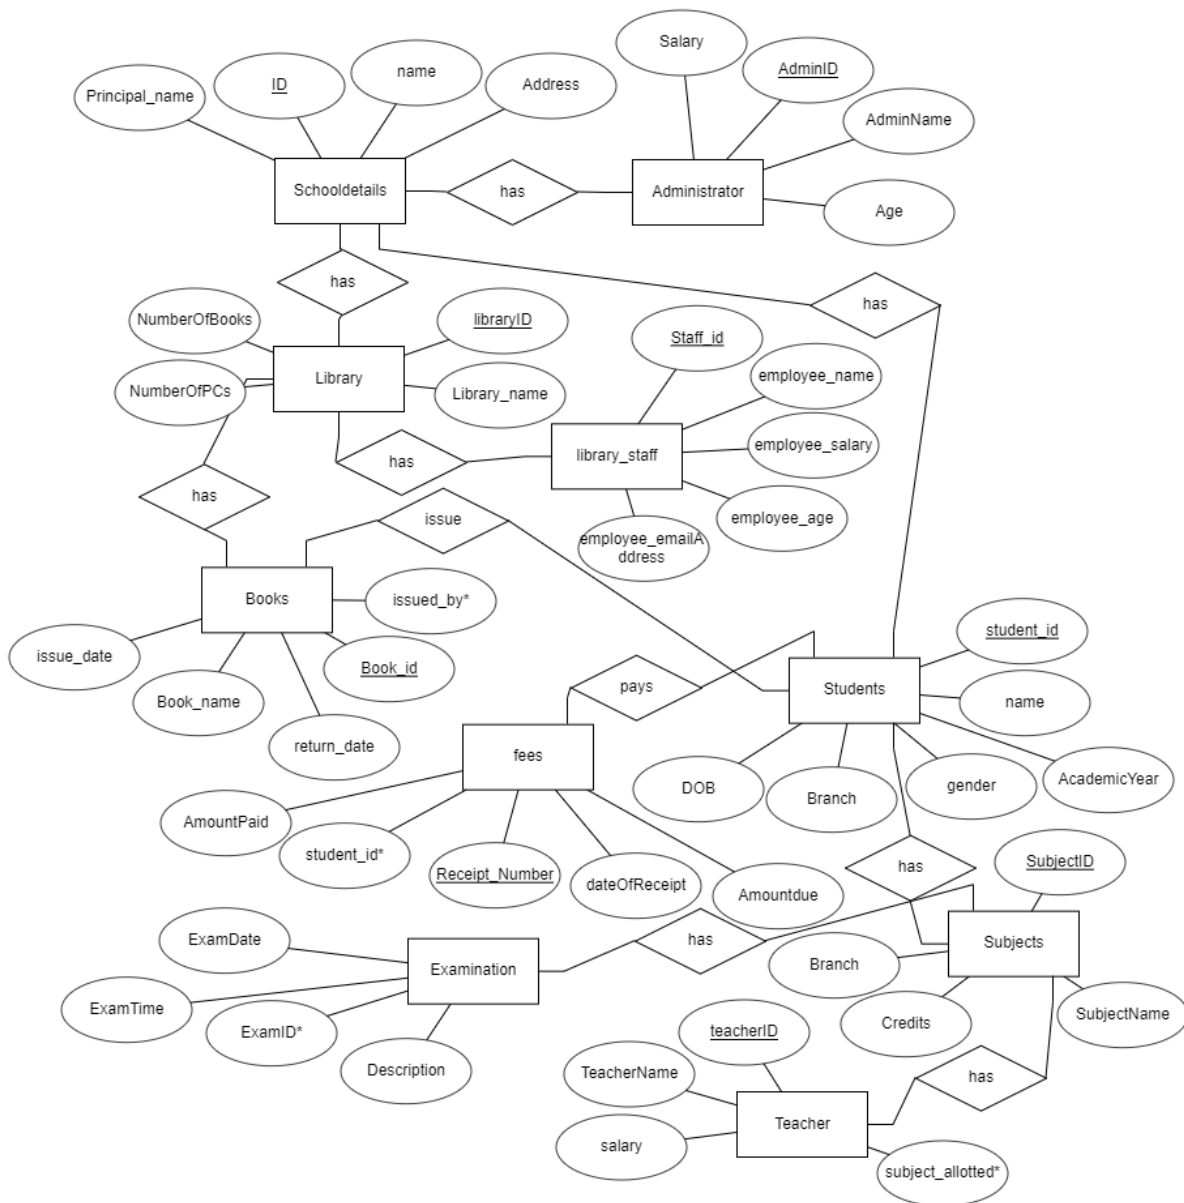 Salary
AdminID
name
ID
Address
Principal_name
AdminName
Schooldetails
has
Administrator
Age
has
has
NumberOfBooks
libraryID
Staff_id
employee_name
Library
NumberOfPCs
Library_name
employee_salary
library_staff
has
has
issue
employee_age
employee_emailA
ddress
Books
issued_by*
student_id
issue_date
Book_id
Book_name
pays
Students
name
return_date
fees
DOB
Branch
gender
AcademicYear
AmountPaid
student_id*
Receipt_Number
dateOfReceipt
Amountdue
has
SubjectID
ExamDate
has
Examination
Subjects
Branch
ExamTime
ExamID*
Credits
SubjectName
teacherID
Description
TeacherName
has
Teacher
salary
subject_allotted*